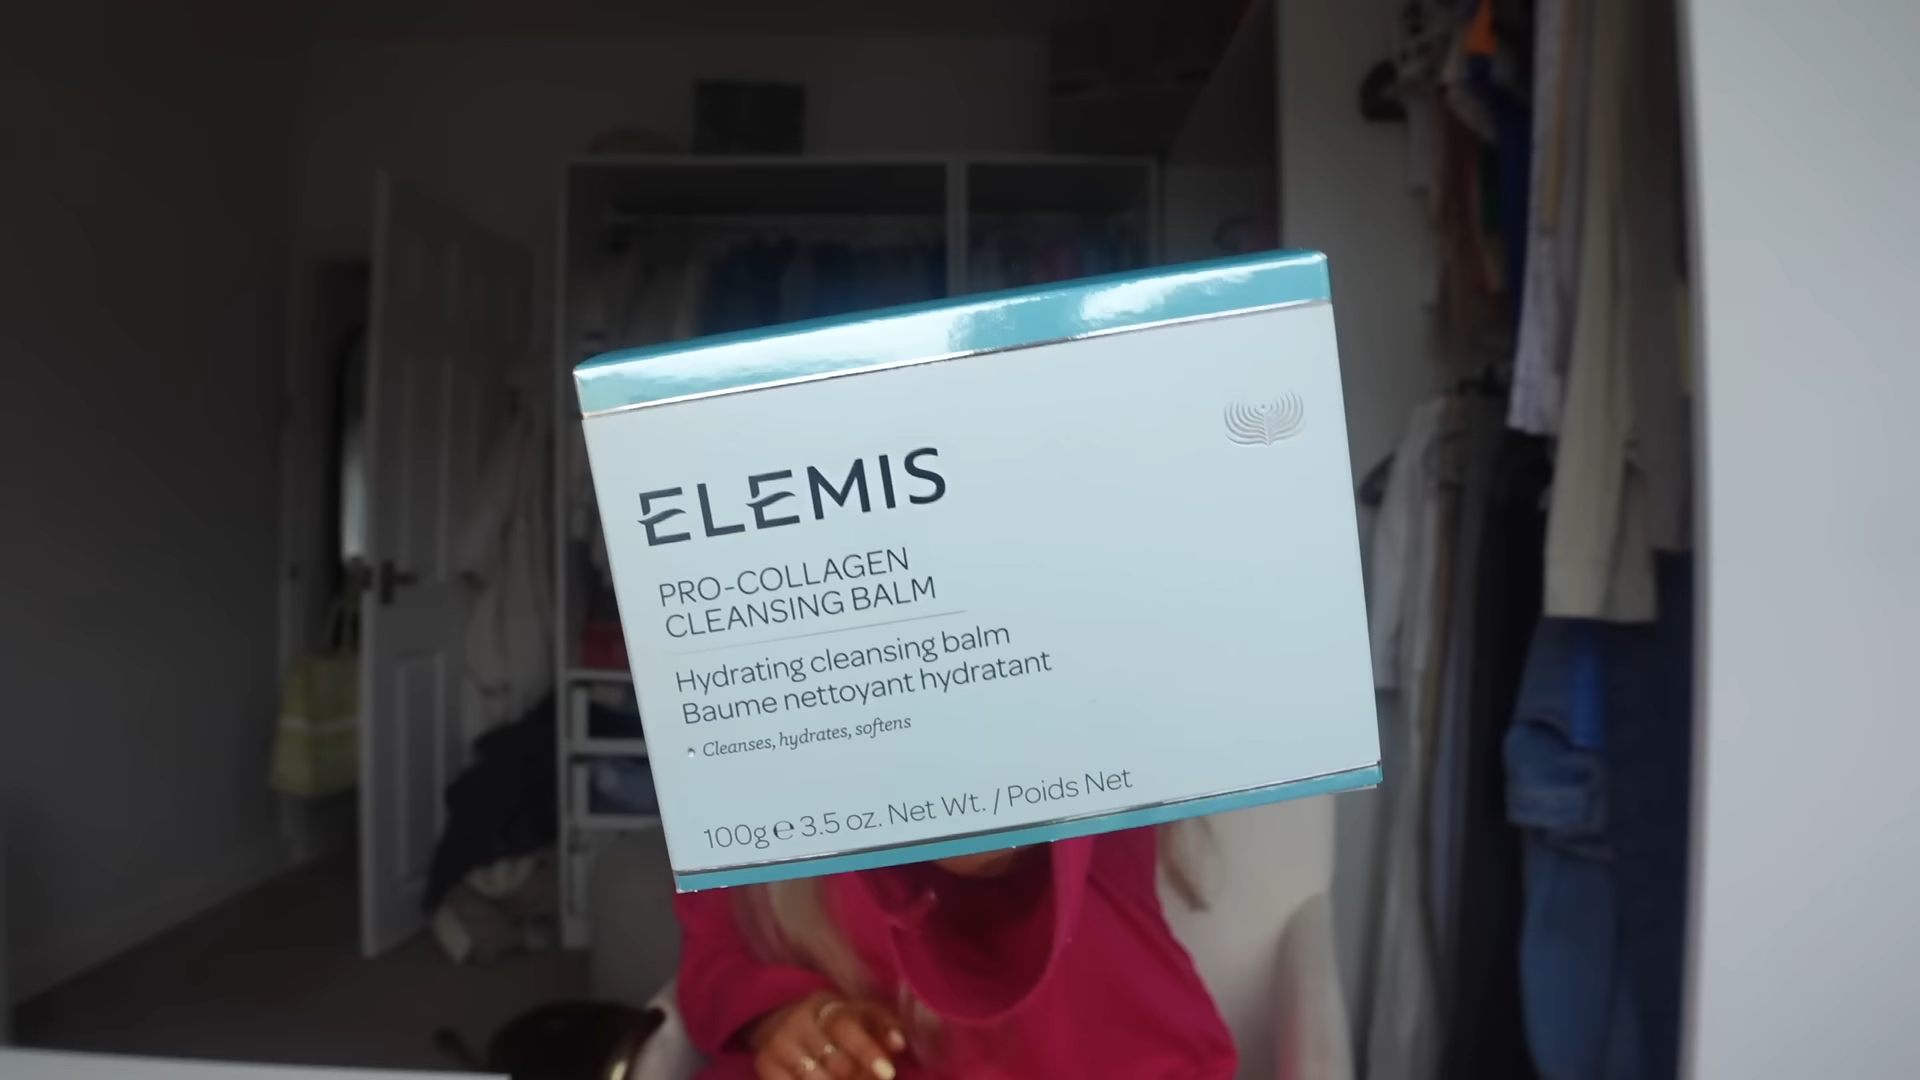 ELEMIS
PRO-COLLAGEN
CLEANSING BALM
Hydrating cleansing balm
Baume nettoyant hydratant
• Cleanses, hydrates, softens
100g ℮ 3.5 oz. Net Wt. / Poids Net